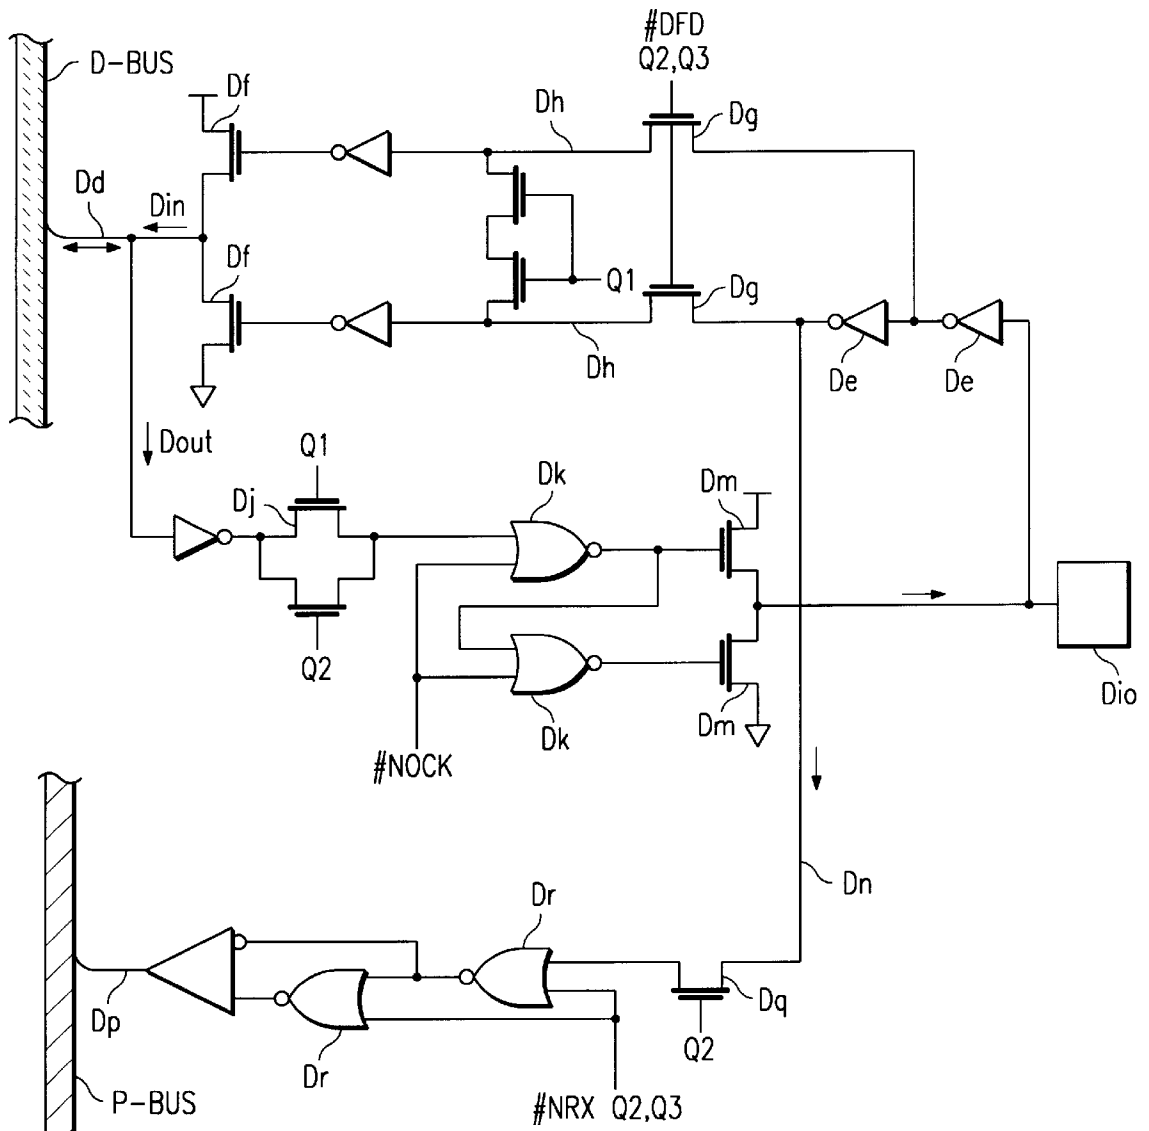 #DFD
Q2,Q3
D-BUS
Df
Dh
Dg
Dd
Din
Df
Q1
Dg
Dh
De
De
Dout
Q1
Dj
Dk
Dm
Q2
Dk
Dm
Dio
#NOCK
Dn
Dr
Dp
Dq
Dr
Q2
P-BUS
#NRX Q2,Q3